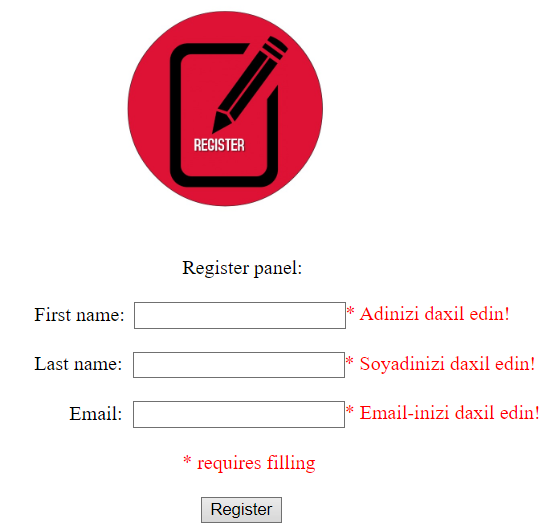 REGISTER
Register panel:
First name: * Adinizi daxil edin!
Last name: * Soyadinizi daxil edin!
Email: * Email-inizi daxil edin!
* requires filling
Register